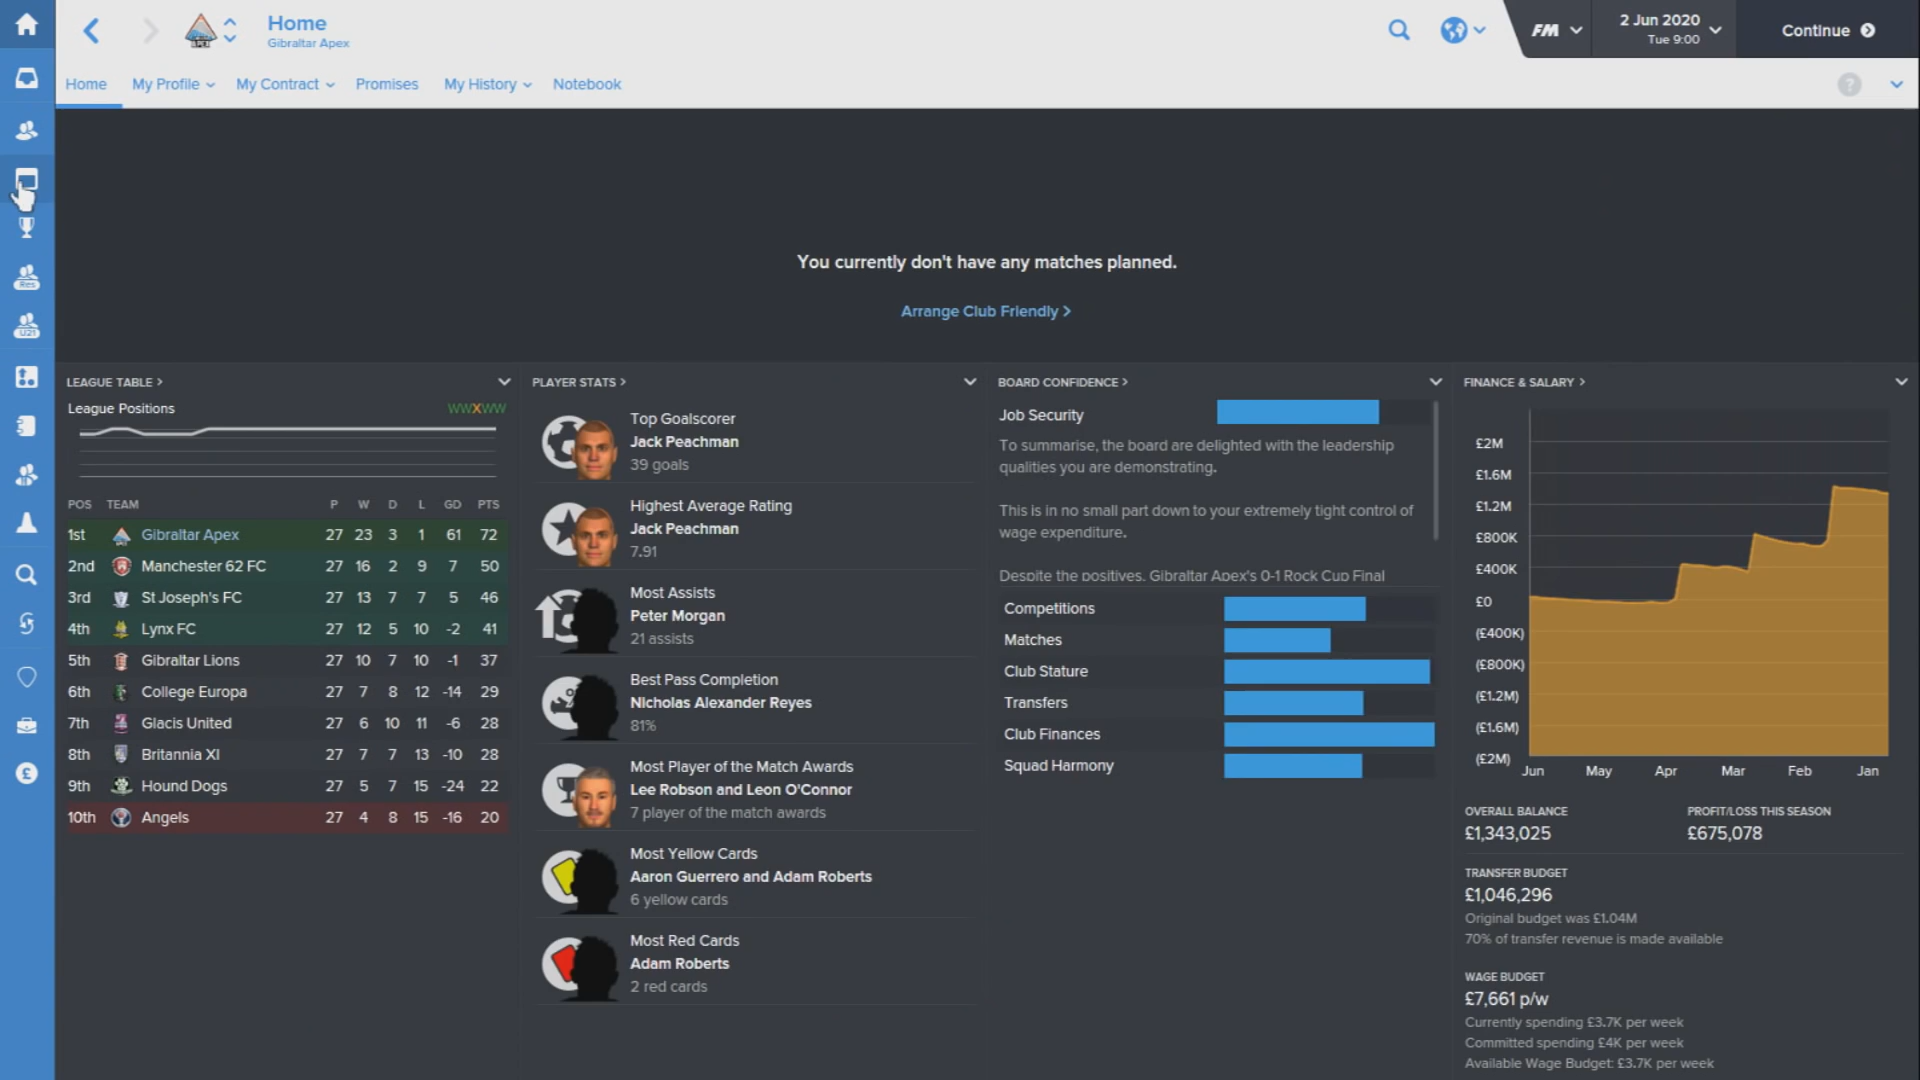 Home
Gibraltar Apex
FM
2 Jun 2020
Tue 9:00
Continue
Home My Profile My Contract Promises My History Notebook
?
You currently don't have any matches planned.
Arrange Club Friendly >
Res
U21
£
LEAGUE TABLE >
League Positions WWXWW
POS TEAM P W D L GD PTS
1st Gibraltar Apex 27 23 3 1 61 72
2nd Manchester 62 FC 27 16 2 9 7 50
3rd St Joseph's FC 27 13 7 7 5 46
4th Lynx FC 27 12 5 10 -2 41
5th Gibraltar Lions 27 10 7 10 -1 37
6th College Europa 27 7 8 12 -14 29
7th Glacis United 27 6 10 11 -6 28
8th Britannia XI 27 7 7 13 -10 28
9th Hound Dogs 27 5 7 15 -24 22
10th Angels 27 4 8 15 -16 20
PLAYER STATS >
Top Goalscorer
Jack Peachman
39 goals
Highest Average Rating
Jack Peachman
7.91
Most Assists
Peter Morgan
21 assists
Best Pass Completion
Nicholas Alexander Reyes
81%
Most Player of the Match Awards
Lee Robson and Leon O'Connor
7 player of the match awards
Most Yellow Cards
Aaron Guerrero and Adam Roberts
6 yellow cards
Most Red Cards
Adam Roberts
2 red cards
BOARD CONFIDENCE >
Job Security
To summarise, the board are delighted with the leadership
qualities you are demonstrating.
This is in no small part down to your extremely tight control of
wage expenditure.
Despite the positives, Gibraltar Apex's 0-1 Rock Cup Final
Competitions
Matches
Club Stature
Transfers
Club Finances
Squad Harmony
FINANCE & SALARY >
£2M
£1.6M
£1.2M
£800K
£400K
£0
(£400K)
(£800K)
(£1.2M)
(£1.6M)
(£2M)
Jun May Apr Mar Feb Jan
OVERALL BALANCE PROFIT/LOSS THIS SEASON
£1,343,025 £675,078
TRANSFER BUDGET
£1,046,296
Original budget was £1.04M
70% of transfer revenue is made available
WAGE BUDGET
£7,661 p/w
Currently spending £3.7K per week
Committed spending £4K per week
Available Wage Budget: £3.7K per week